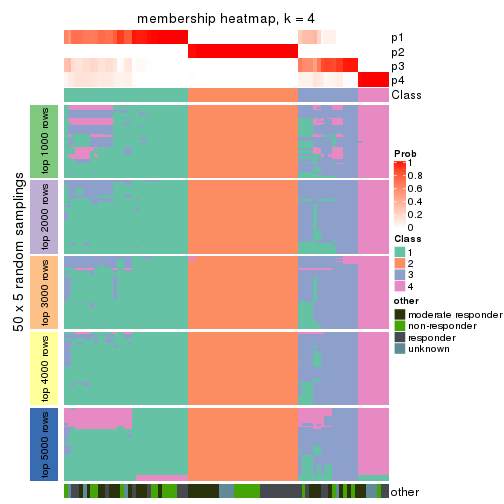 membership heatmap, k = 4
p1
p2
p3
p4
Class
50 x 5 random samplings
top 1000 rows
top 2000 rows
top 3000 rows
top 4000 rows
top 5000 rows
other
Prob
1
0.8
0.6
0.4
0.2
0
Class
1
2
3
4
other
moderate responder
non-responder
responder
unknown